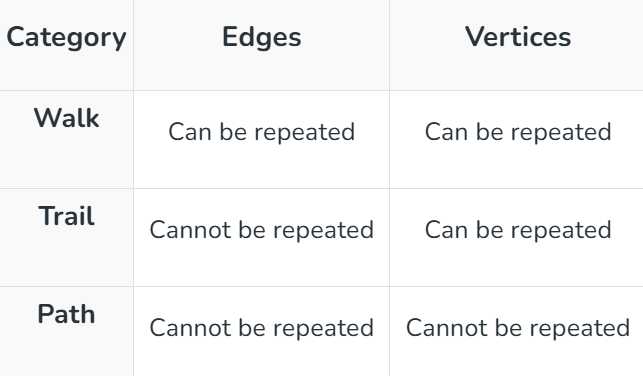 Category Edges Vertices
Walk Can be repeated Can be repeated
Trail Cannot be repeated Can be repeated
Path Cannot be repeated Cannot be repeated